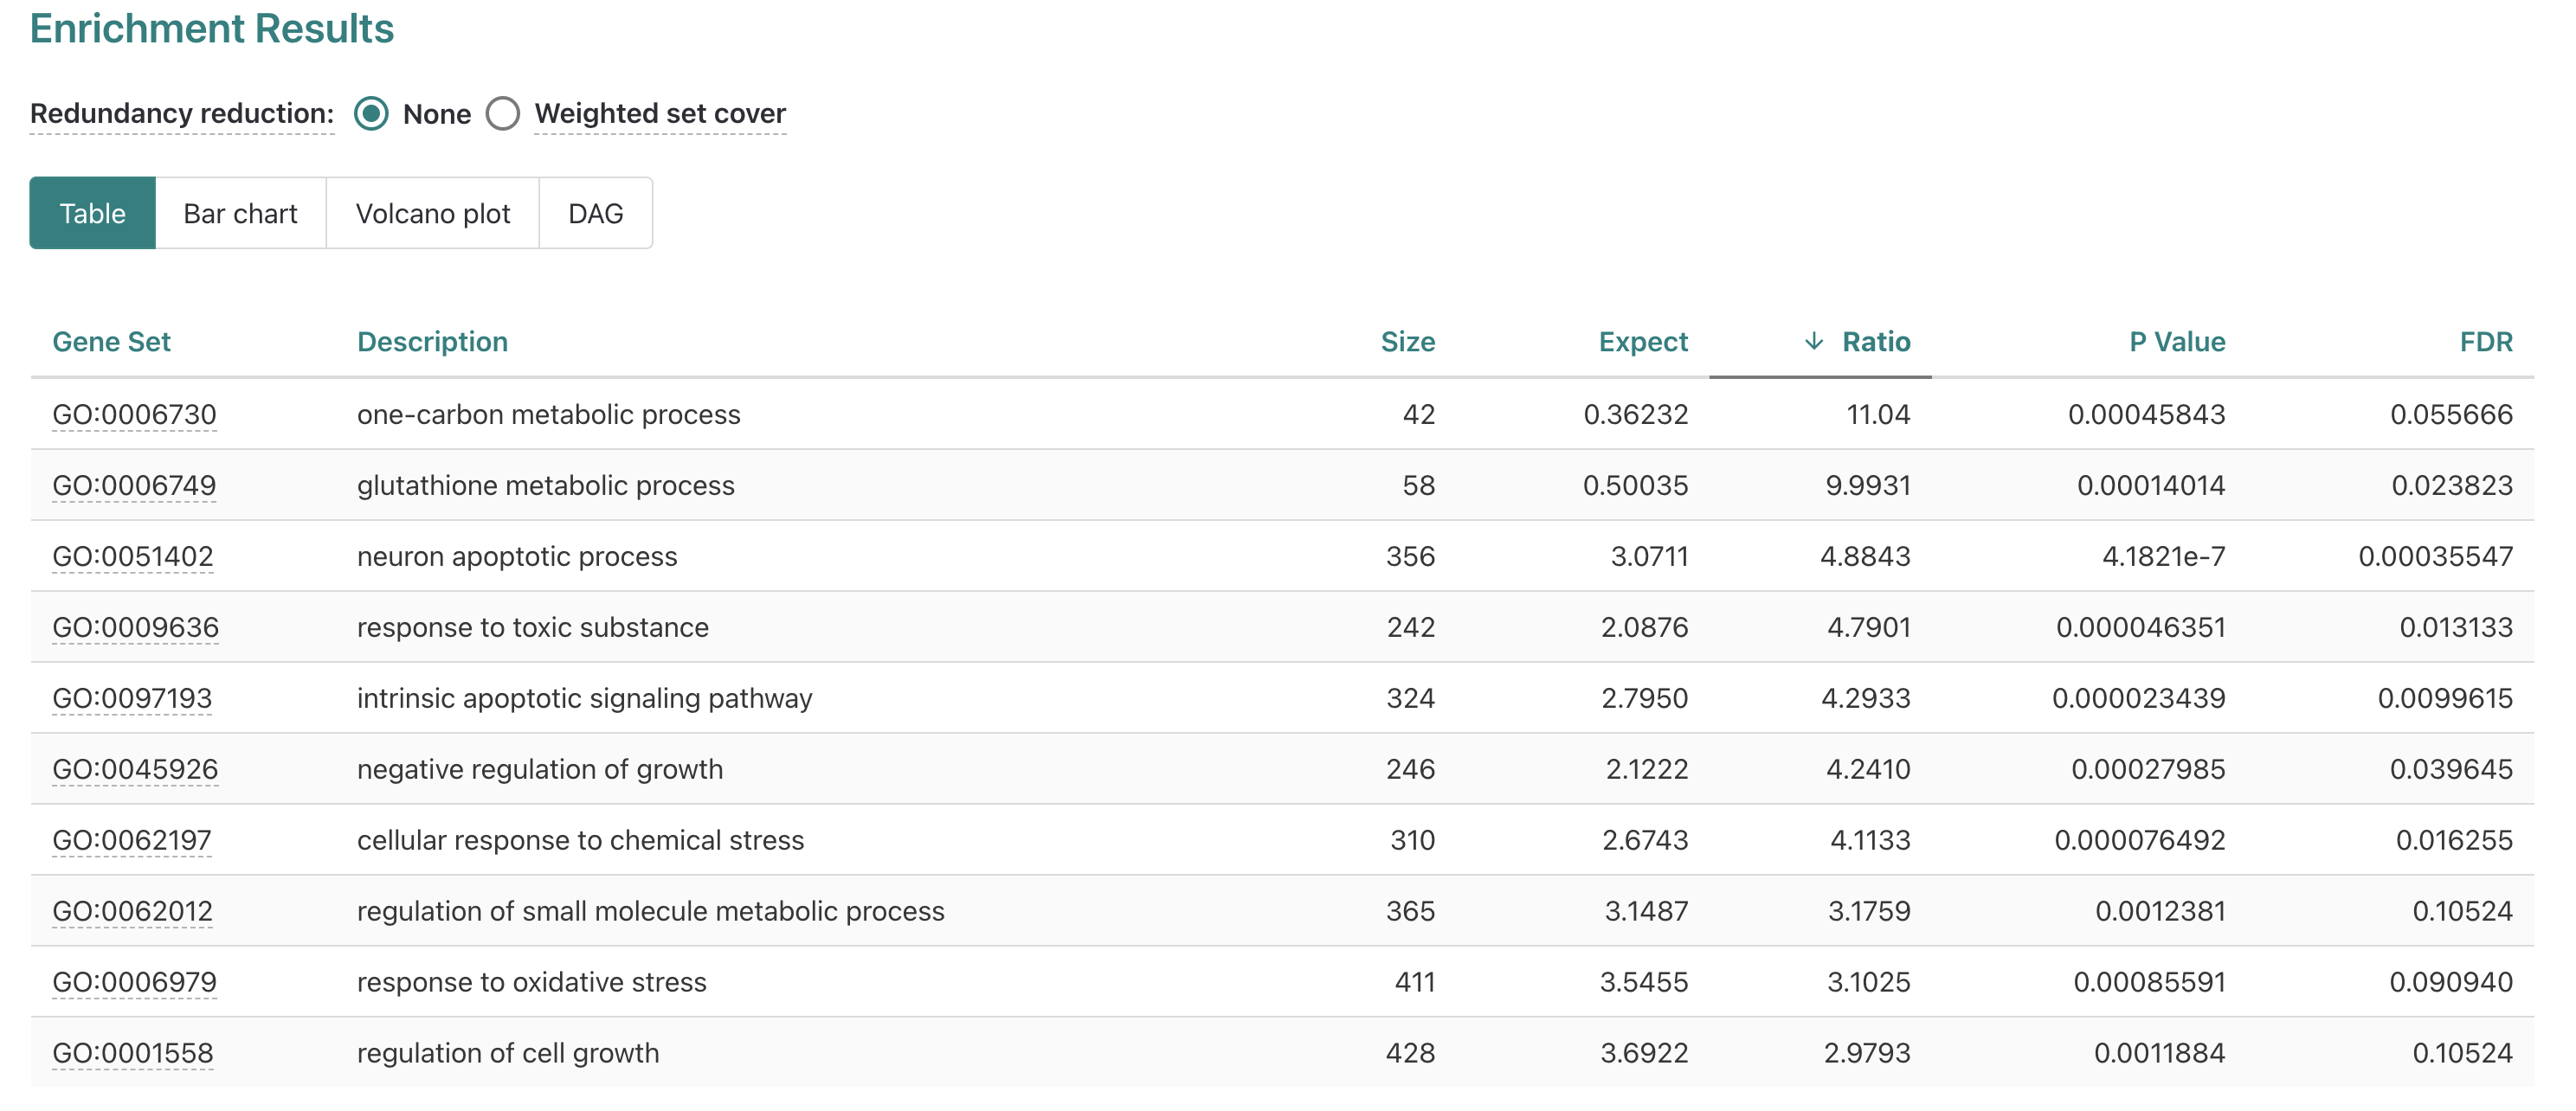 Enrichment Results
Redundancy reduction: None Weighted set cover
Table Bar chart Volcano plot DAG
Gene Set Description Size Expect ↓ Ratio P Value FDR
GO:0006730 one-carbon metabolic process 42 0.36232 11.04 0.00045843 0.055666
GO:0006749 glutathione metabolic process 58 0.50035 9.9931 0.00014014 0.023823
GO:0051402 neuron apoptotic process 356 3.0711 4.8843 4.1821e-7 0.00035547
GO:0009636 response to toxic substance 242 2.0876 4.7901 0.000046351 0.013133
GO:0097193 intrinsic apoptotic signaling pathway 324 2.7950 4.2933 0.000023439 0.0099615
GO:0045926 negative regulation of growth 246 2.1222 4.2410 0.00027985 0.039645
GO:0062197 cellular response to chemical stress 310 2.6743 4.1133 0.000076492 0.016255
GO:0062012 regulation of small molecule metabolic process 365 3.1487 3.1759 0.0012381 0.10524
GO:0006979 response to oxidative stress 411 3.5455 3.1025 0.00085591 0.090940
GO:0001558 regulation of cell growth 428 3.6922 2.9793 0.0011884 0.10524